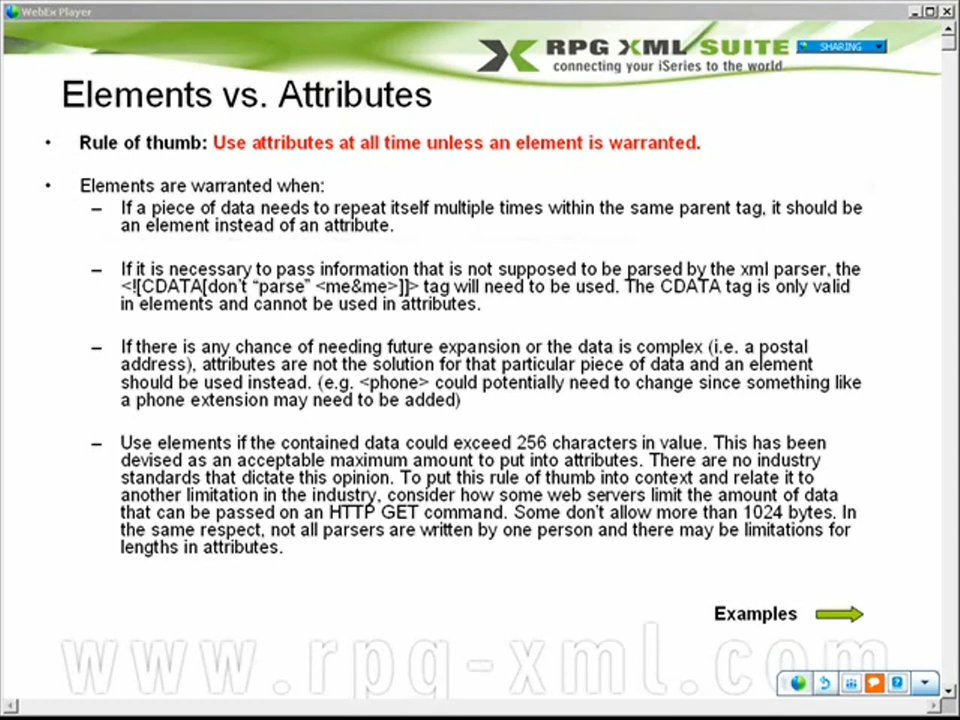 WebEx Player
RPG XML SUITE
SHARING
connecting your iSeries to the world
Elements vs. Attributes
• Rule of thumb: Use attributes at all time unless an element is warranted.
• Elements are warranted when:
– If a piece of data needs to repeat itself multiple times within the same parent tag, it should be
an element instead of an attribute.
– If it is necessary to pass information that is not supposed to be parsed by the xml parser, the
<![CDATA[don't “parse” <me&me>]]> tag will need to be used. The CDATA tag is only valid
in elements and cannot be used in attributes.
– If there is any chance of needing future expansion or the data is complex (i.e. a postal
address), attributes are not the solution for that particular piece of data and an element
should be used instead. (e.g. <phone> could potentially need to change since something like
a phone extension may need to be added)
– Use elements if the contained data could exceed 256 characters in value. This has been
devised as an acceptable maximum amount to put into attributes. There are no industry
standards that dictate this opinion. To put this rule of thumb into context and relate it to
another limitation in the industry, consider how some web servers limit the amount of data
that can be passed on an HTTP GET command. Some don't allow more than 1024 bytes. In
the same respect, not all parsers are written by one person and there may be limitations for
lengths in attributes.
Examples
www.rpg-xml.com